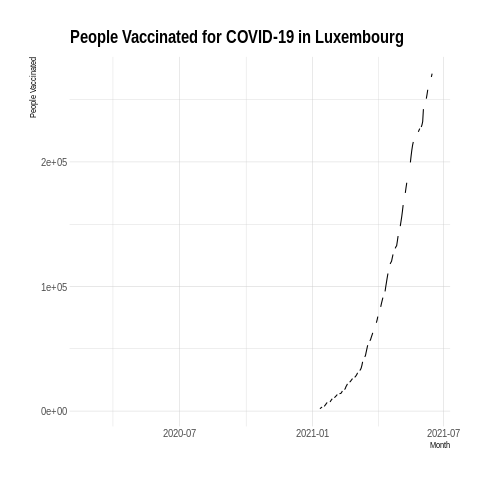 People Vaccinated for COVID-19 in Luxembourg
People Vaccinated
2e+05
1e+05
0e+00
2020-07
2021-01
2021-07
Month